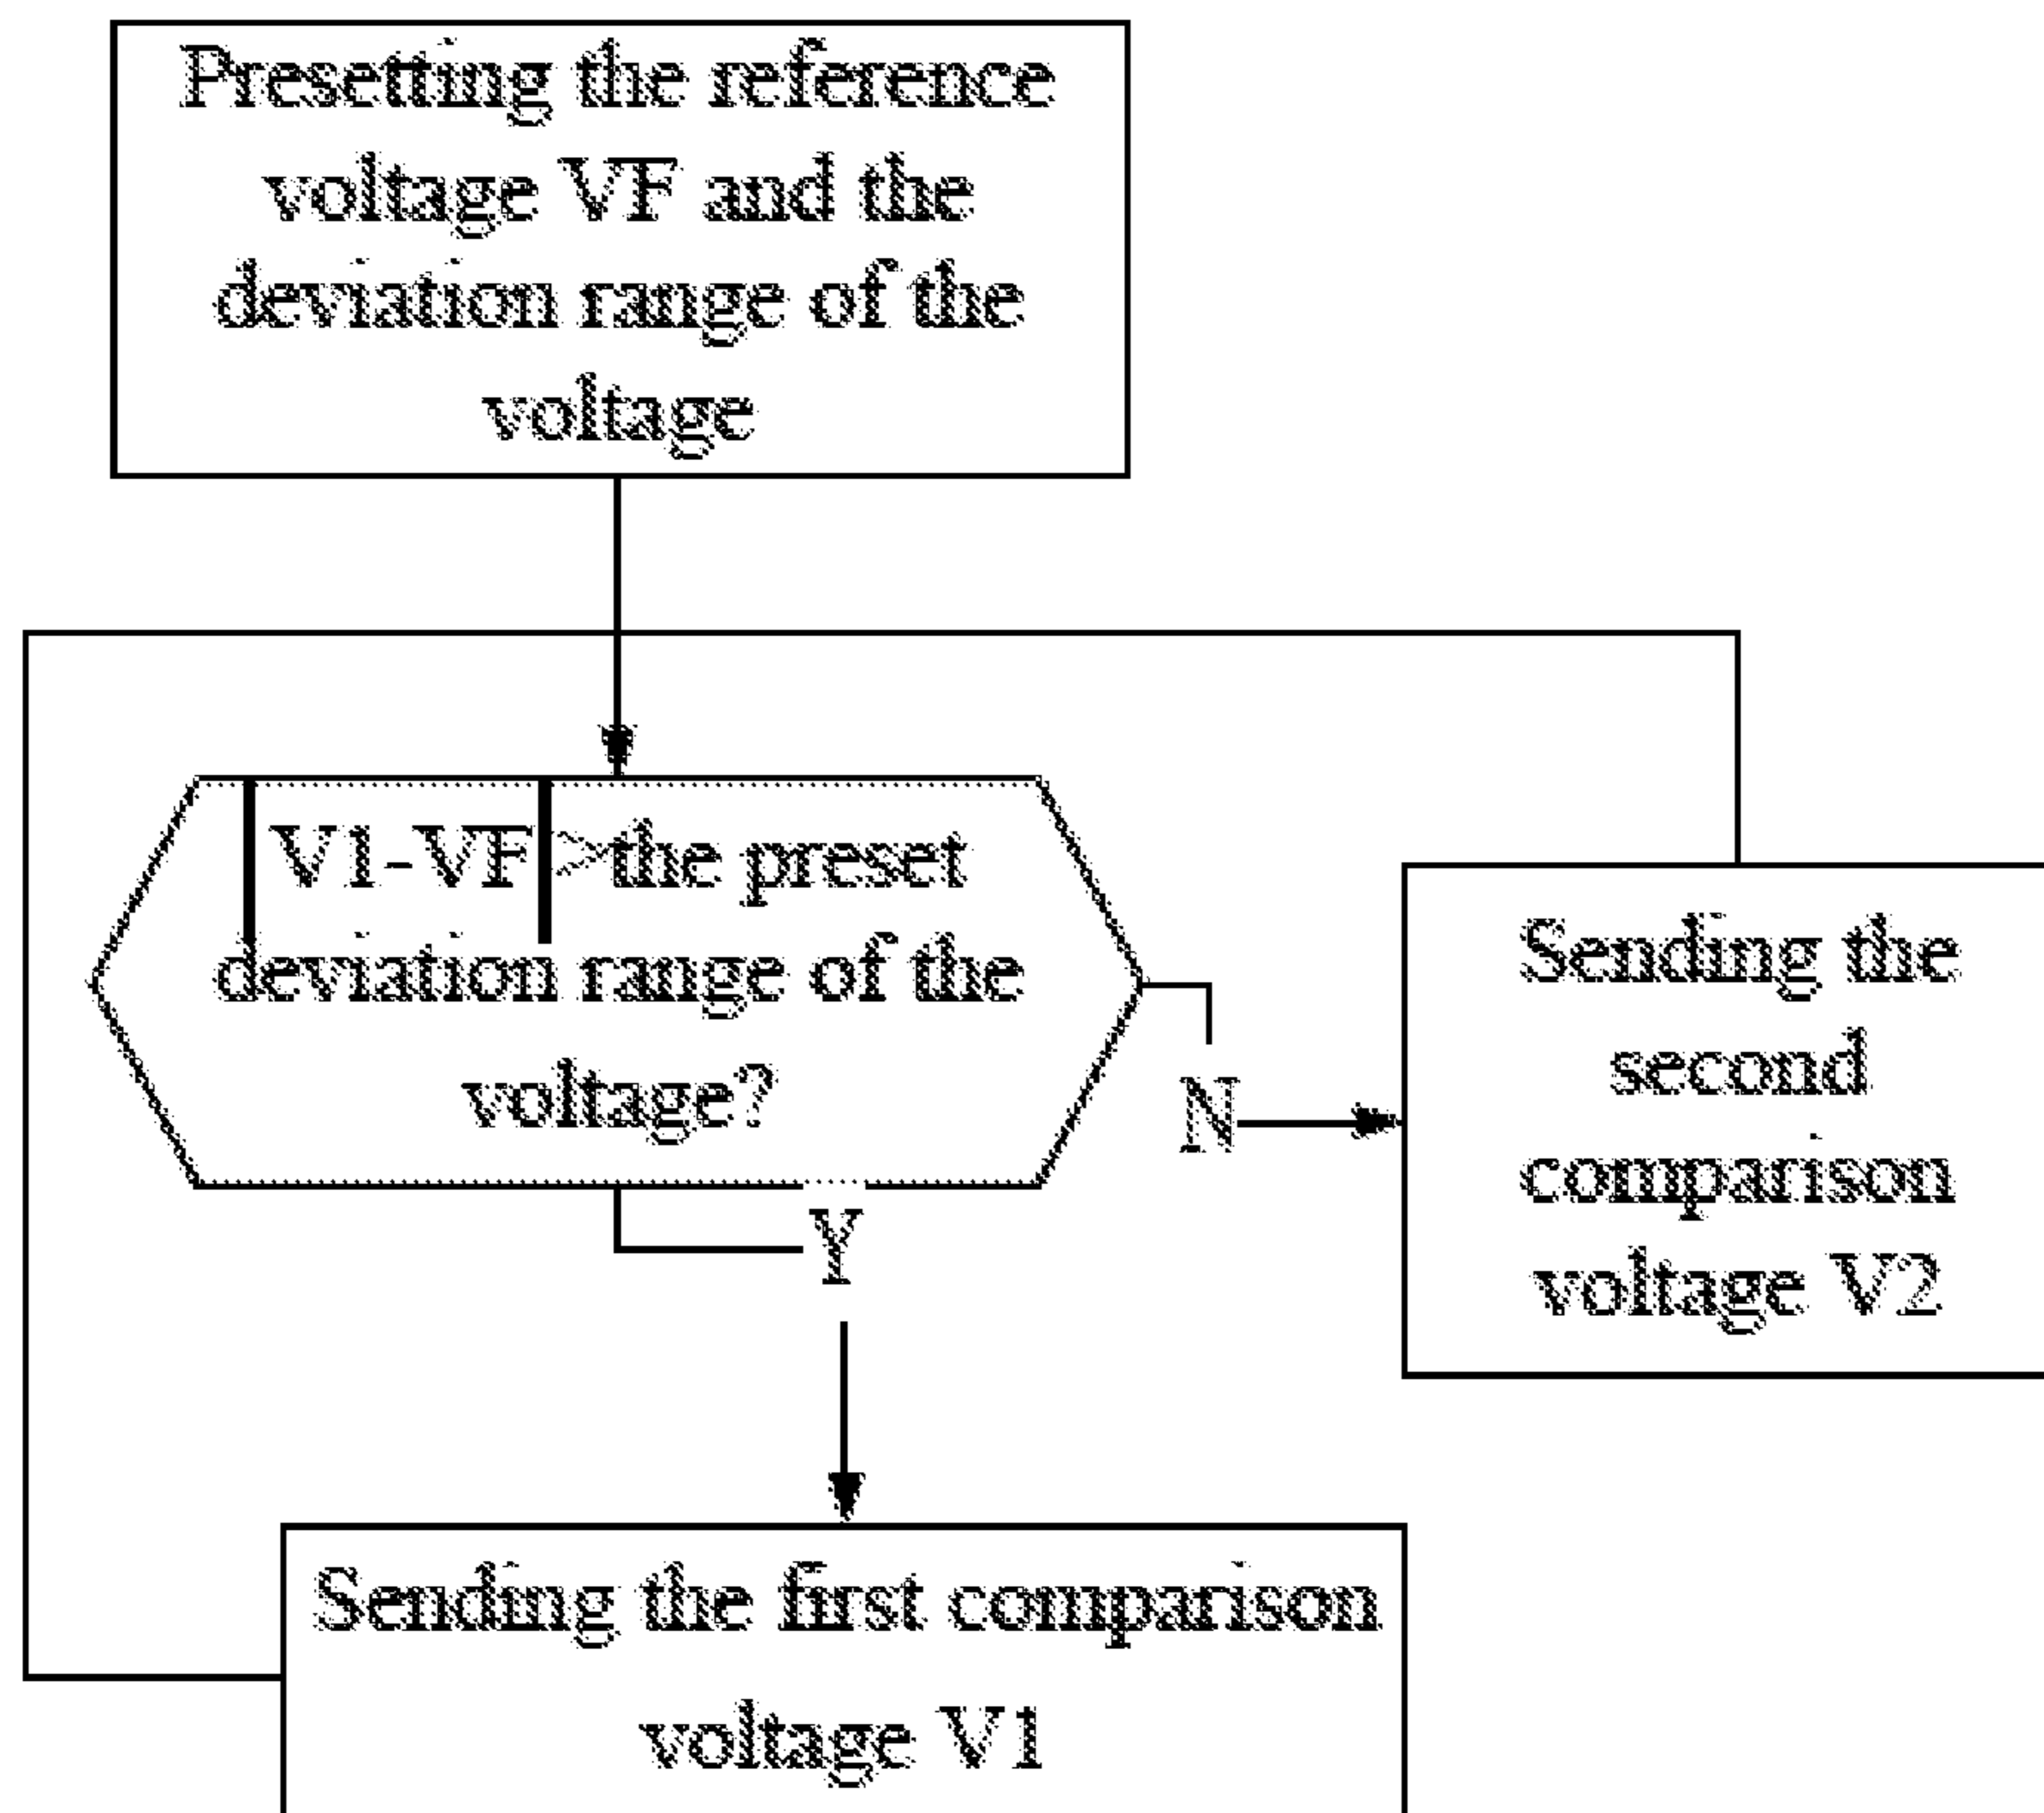 Presetting the reference
voltage VF and the
deviation range of the
voltage
|V1-VF|>the preset
deviation range of the
voltage?
N
Y
Sending the
second
comparison
voltage V2
Sending the first comparison
voltage V1